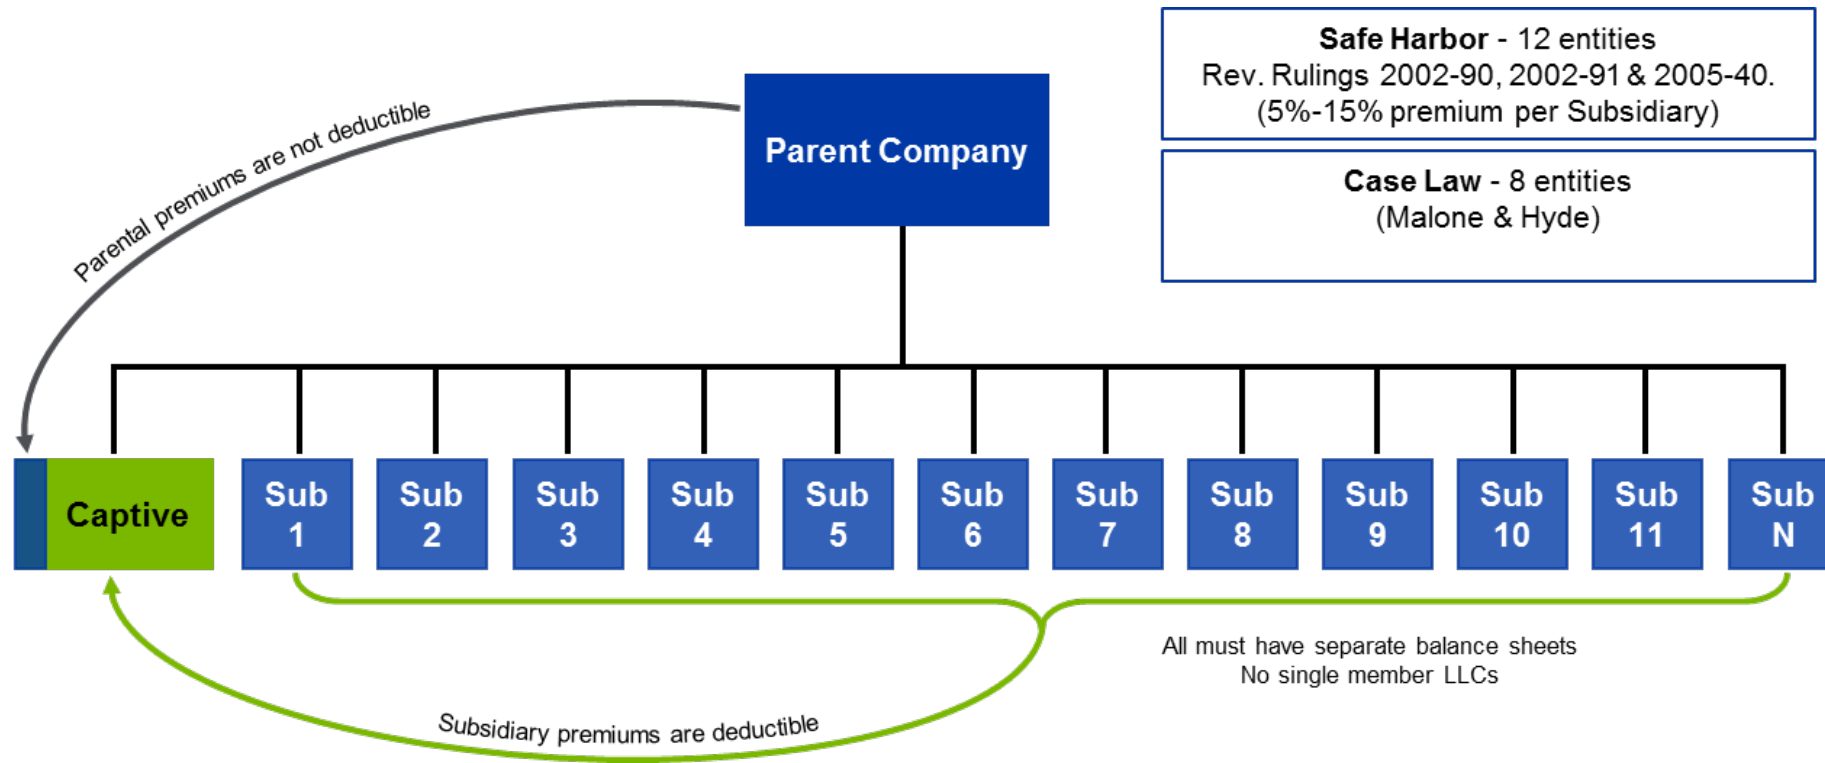 Safe Harbor - 12 entities
Rev. Rulings 2002-90, 2002-91 & 2005-40.
(5%-15% premium per Subsidiary)
Case Law - 8 entities
(Malone & Hyde)
Parental premiums are not deductible
Parent Company
Captive
Sub
1
Sub
2
Sub
3
Sub
4
Sub
5
Sub
6
Sub
7
Sub
8
Sub
9
Sub
10
Sub
11
Sub
N
All must have separate balance sheets
No single member LLCs
Subsidiary premiums are deductible